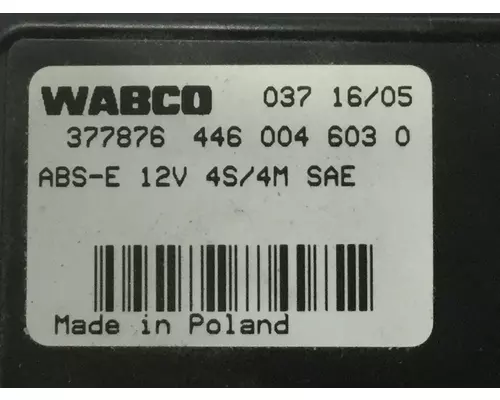 WABCO 037 16/05
377876 446 004 603 0
ABS-E 12V 4S/4M SAE
Made in Poland